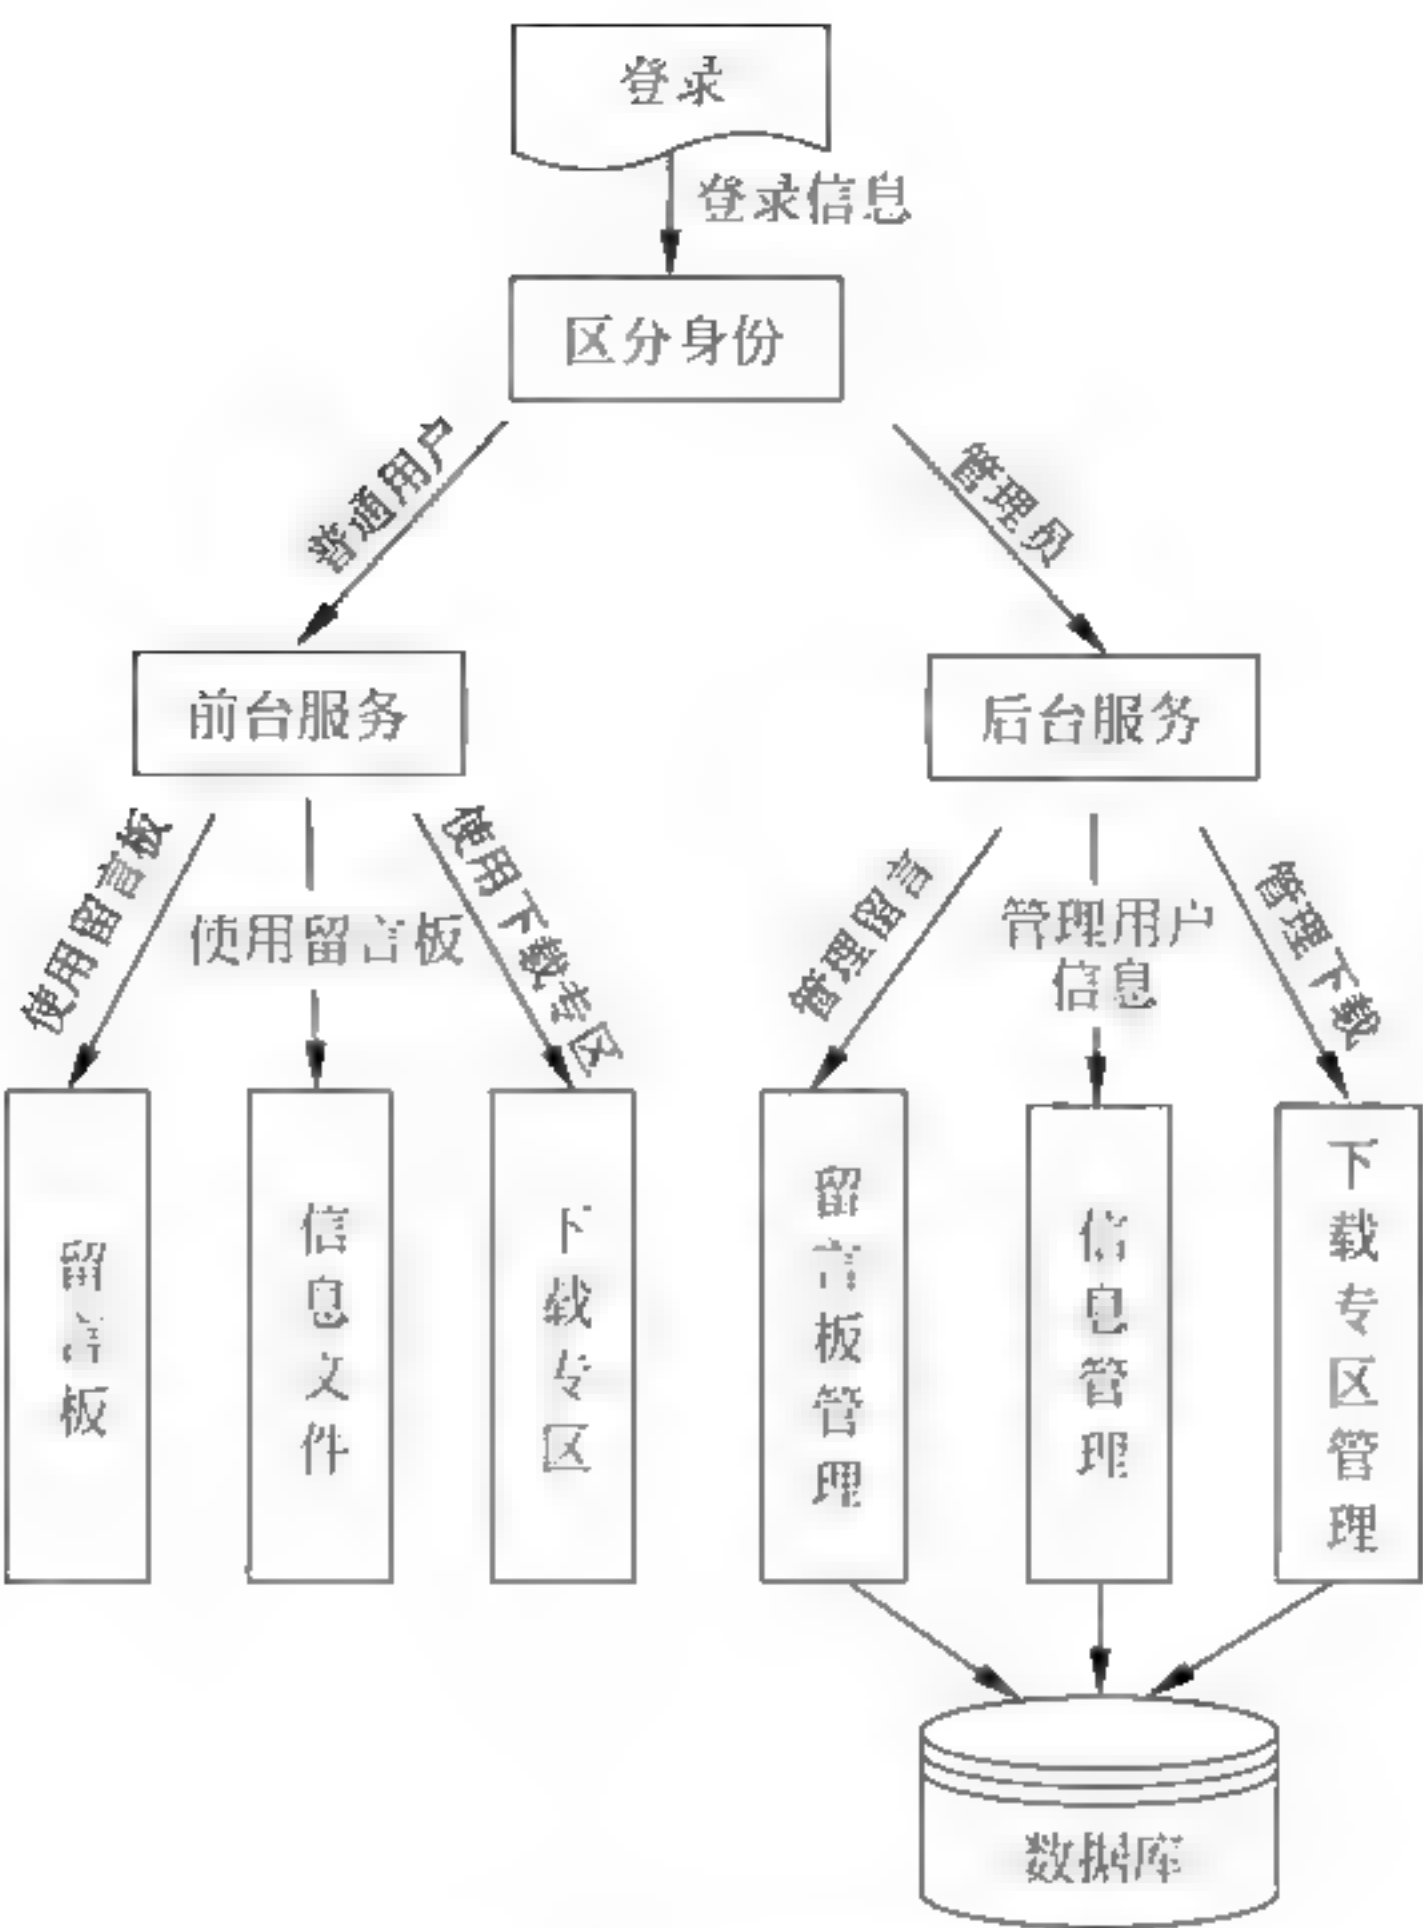 登录
登录信息
区分身份
普通用户
管理员
前台服务
后台服务
使用留言板
使用留言板
使用下载专区
管理留言
管理用户
信息
管理下载
留言板
信息文件
下载专区
留言板管理
信息管理
下载专区管理
数据库